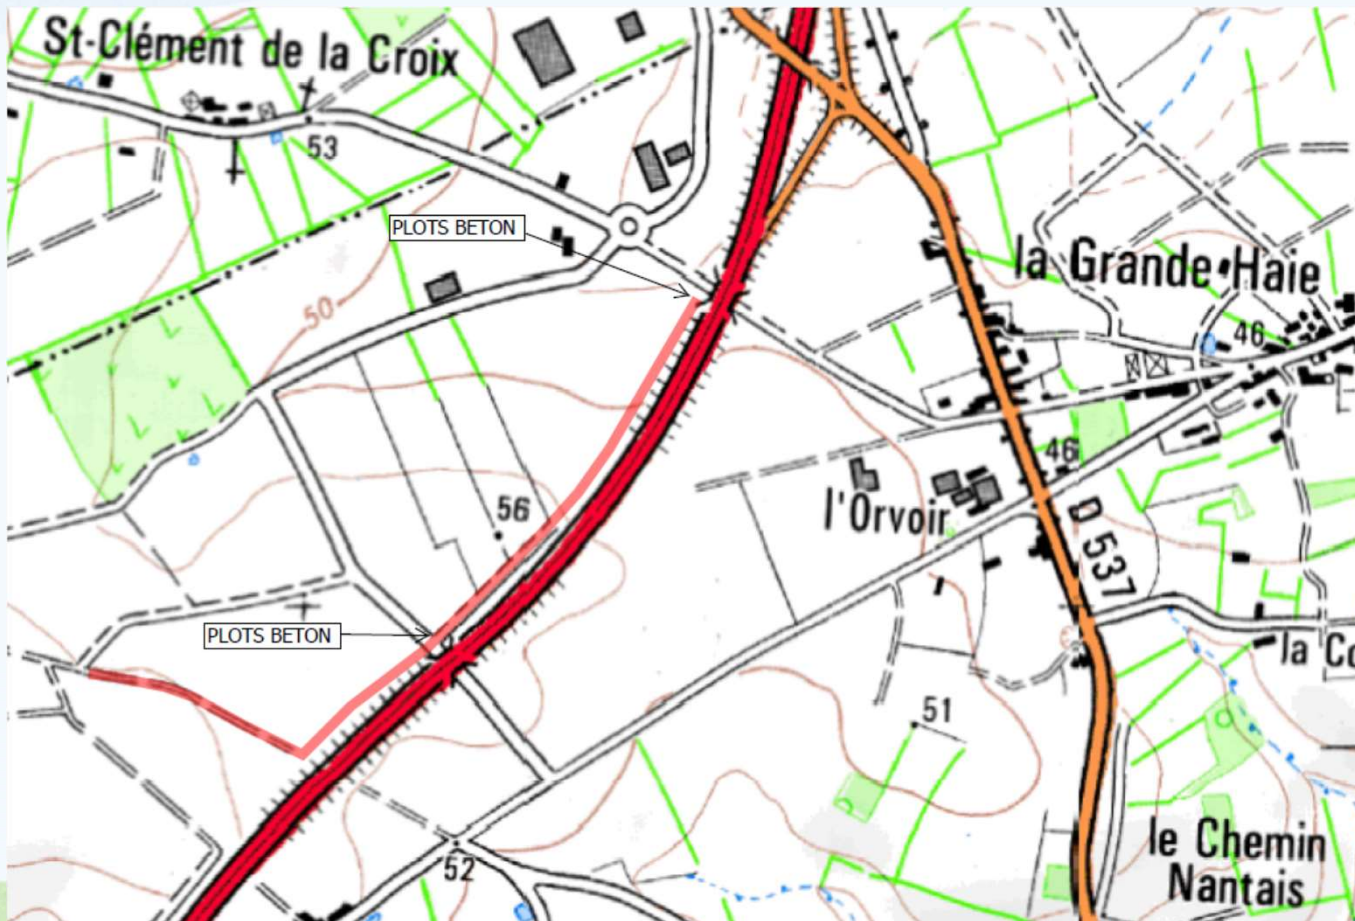 St-Clément de la Croix
53
PLOTS BETON
50
la Grande Haie
46
46
56
l'Orvoir
D 537
PLOTS BETON
la Co
51
52
le Chemin
Nantais